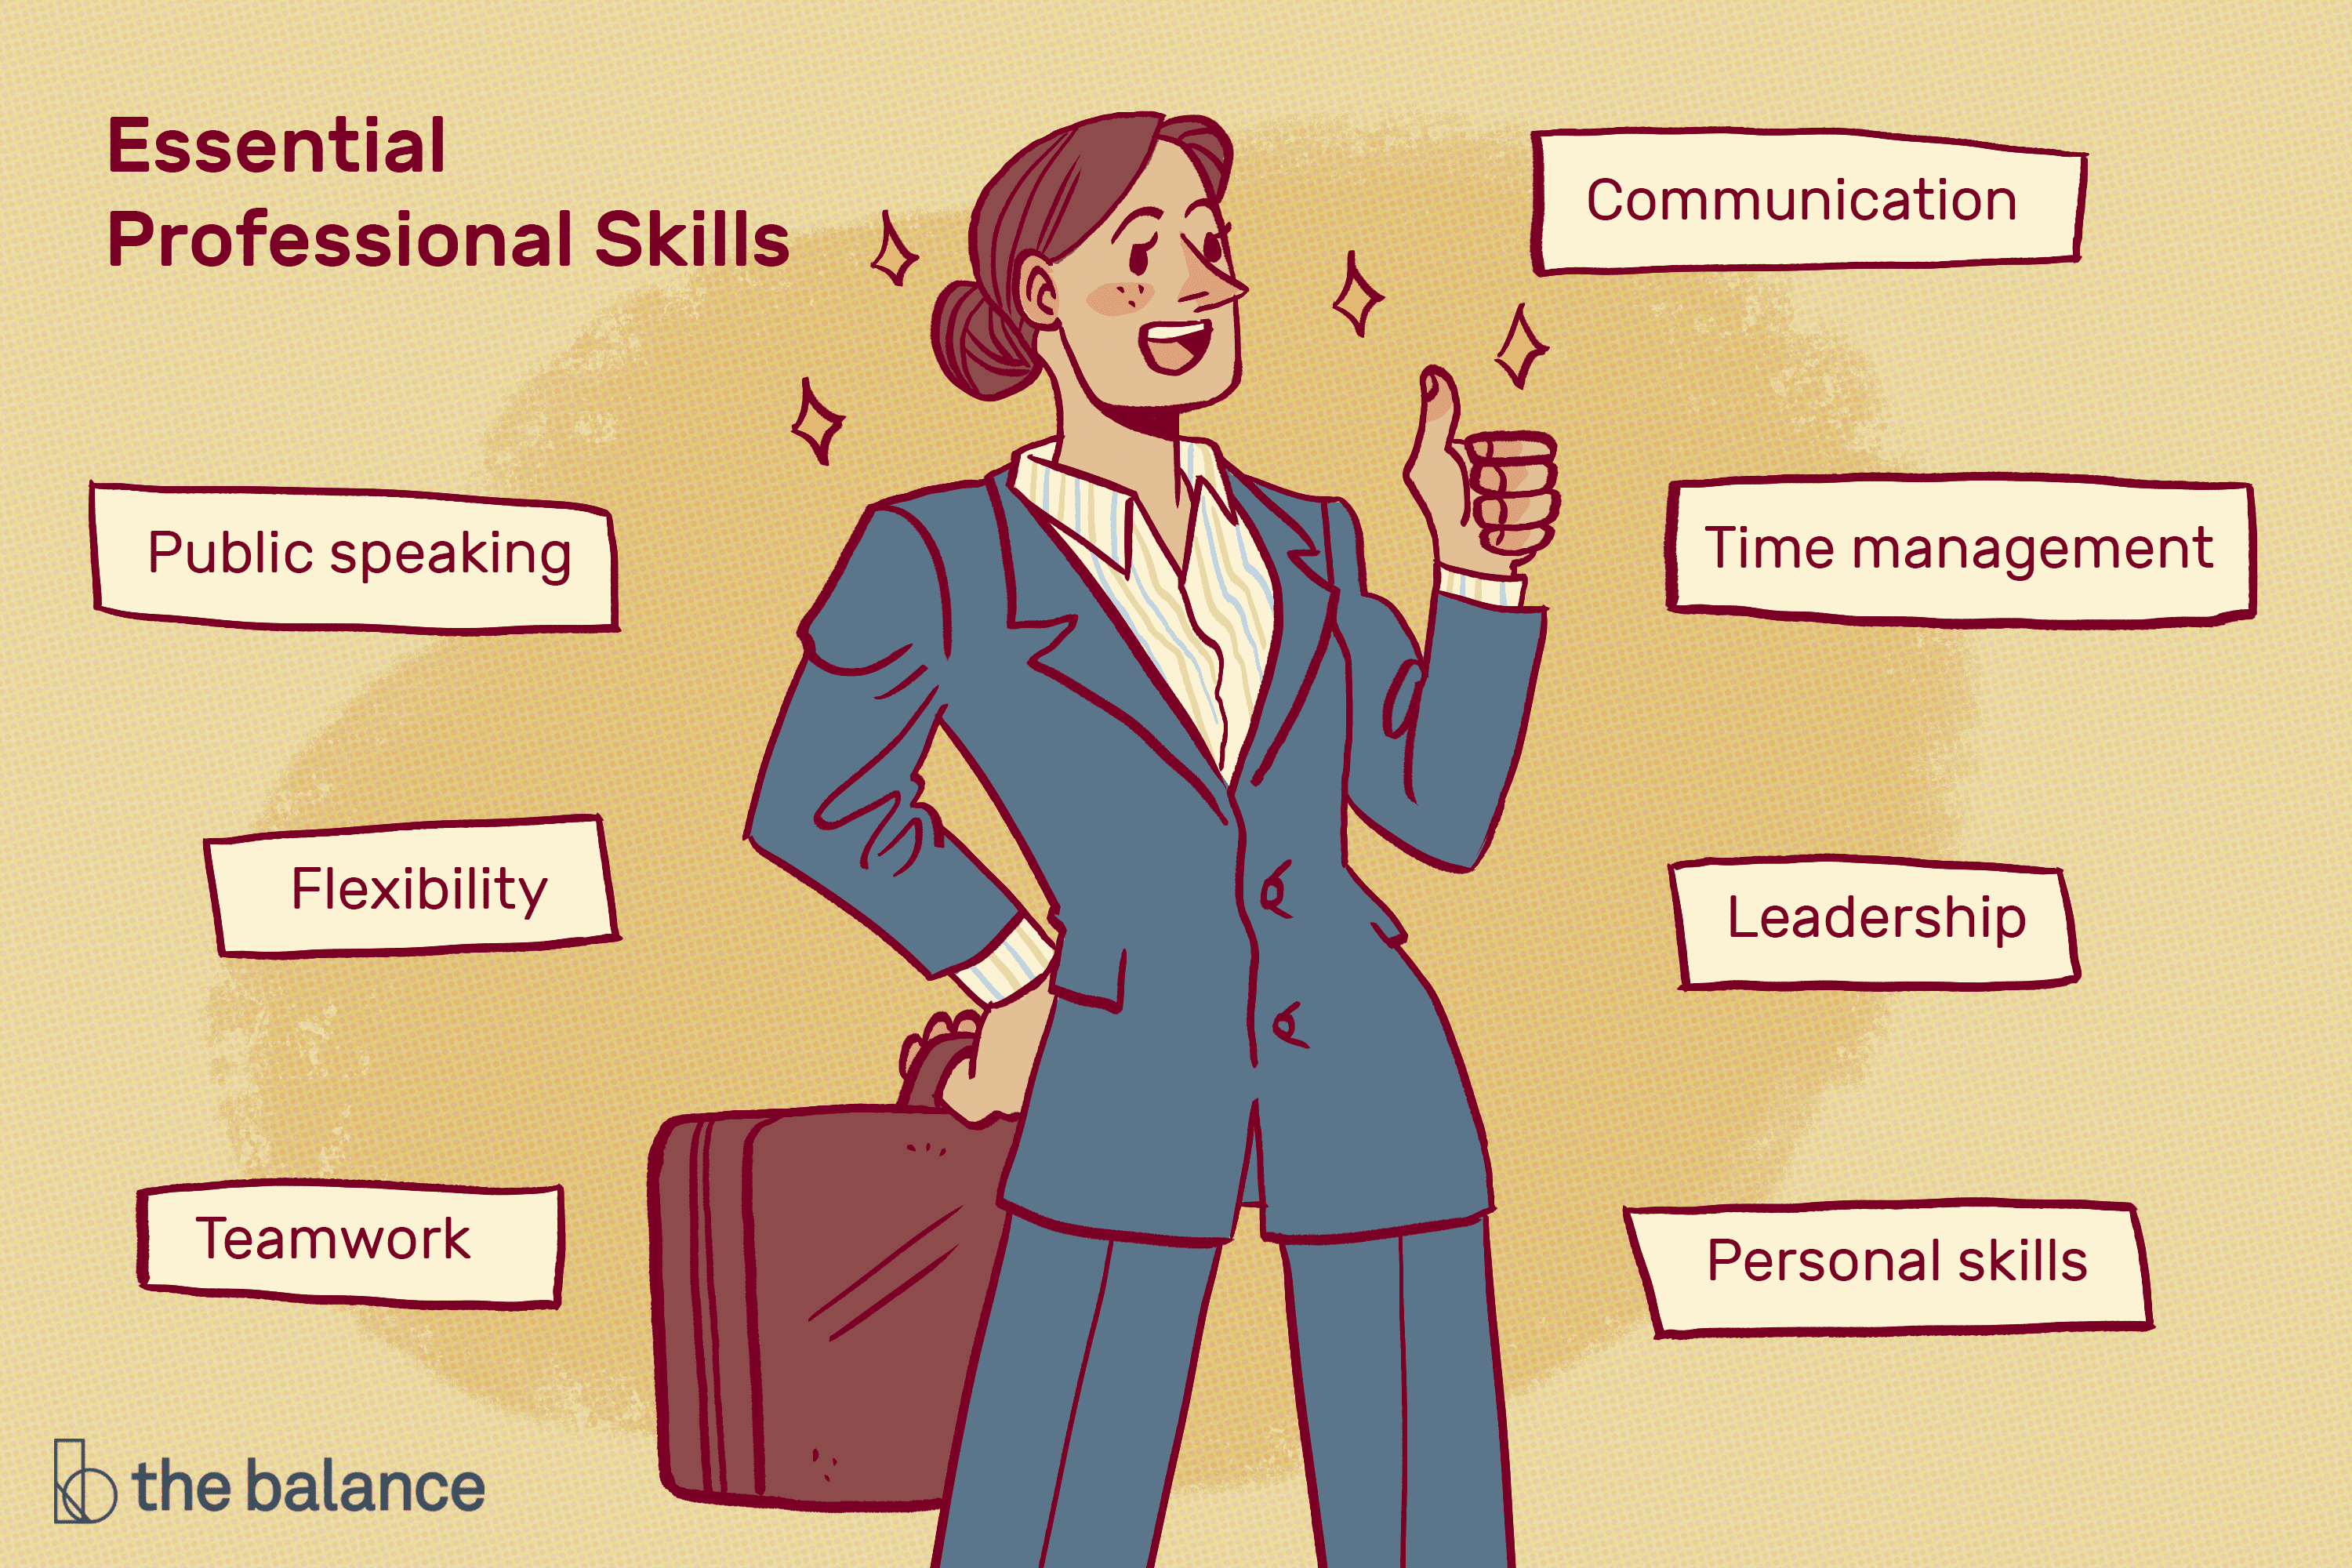 Essential
Professional Skills
Communication
Public speaking
Time management
Flexibility
Leadership
Teamwork
Personal skills
the balance